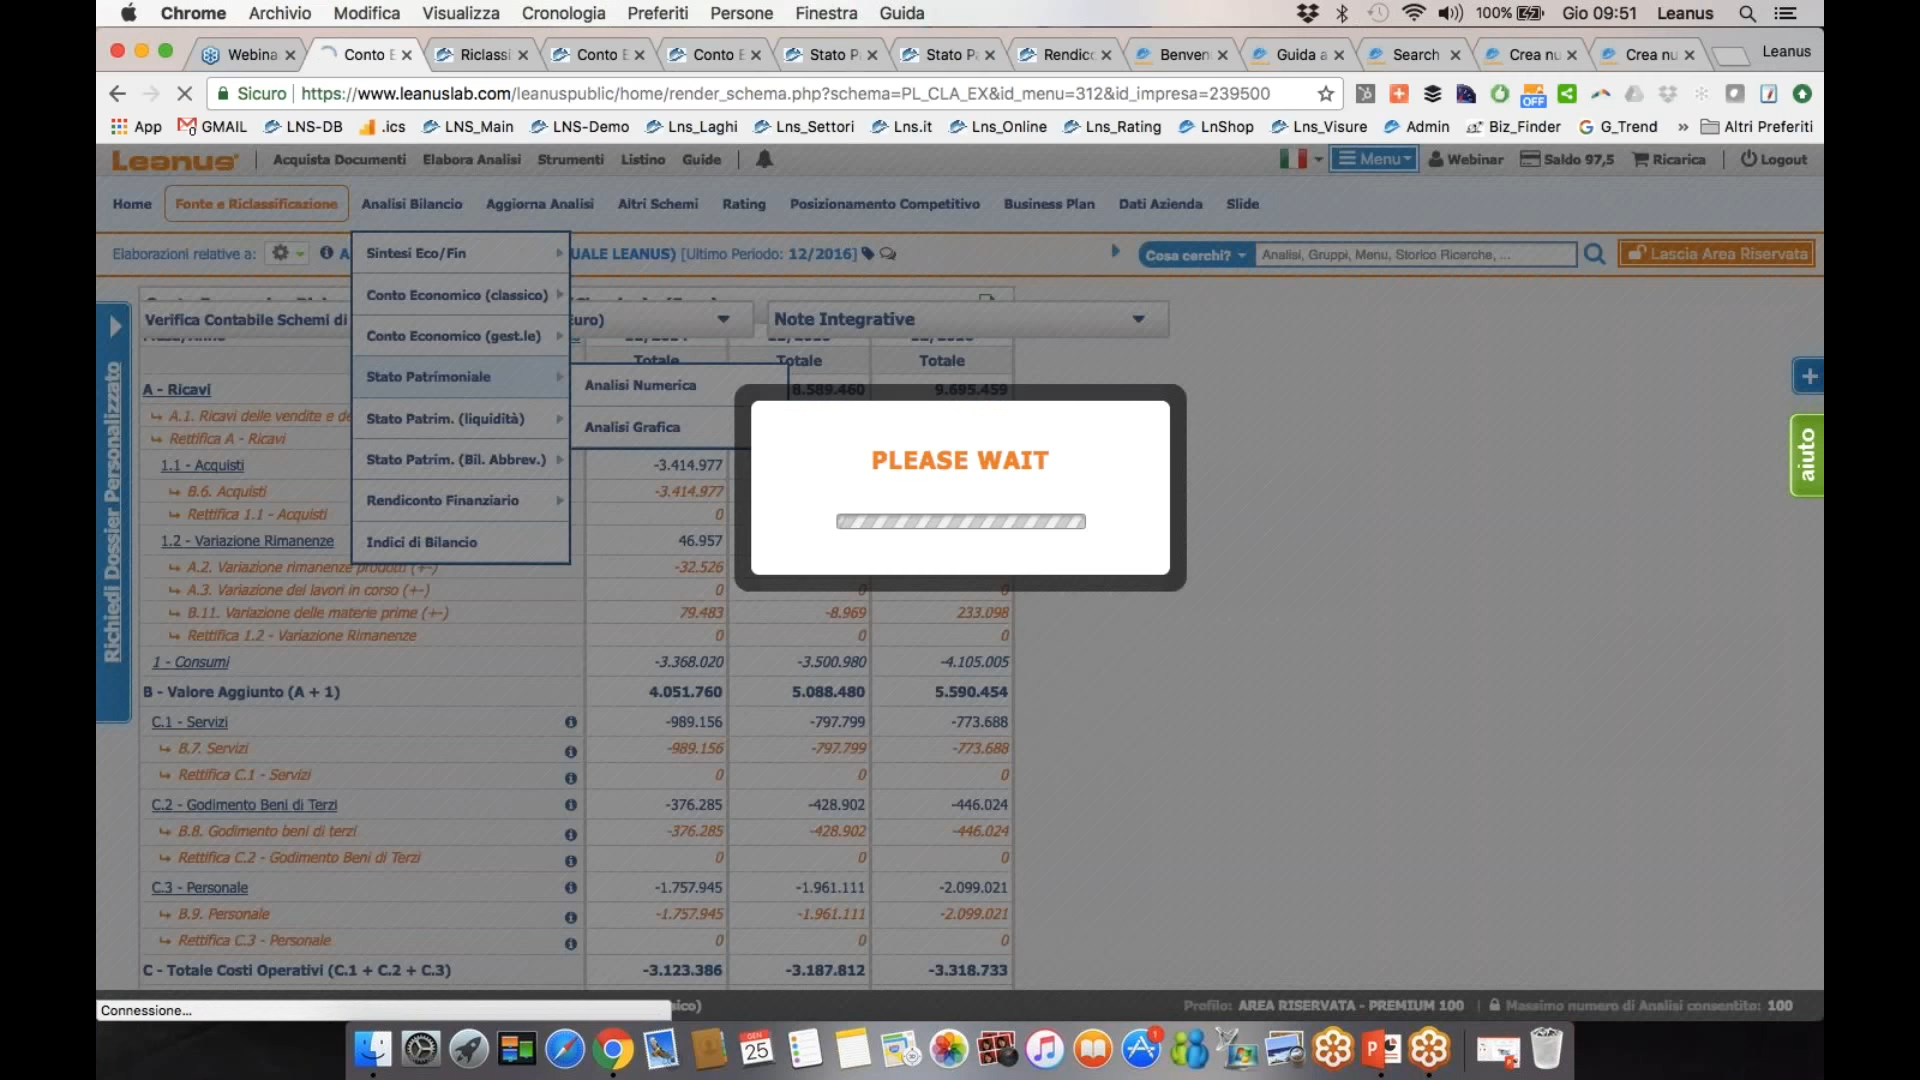 Chrome Archivio Modifica Visualizza Cronologia Preferiti Persone Finestra Guida 100% Gio 09:51 Leanus
Webina Conto E Riclassi Conto E Conto E Stato P Stato P Rendico Benven Guida a Search Crea nu Crea nu Leanus
Sicuro https://www.leanuslab.com/leanuspublic/home/render_schema.php?schema=PL_CLA_EX&id_menu=312&id_impresa=239500 OFF
App GMAIL LNS-DB .ics LNS_Main LNS-Demo Lns_Laghi Lns_Settori Lns.it Lns_Online Lns_Rating LnShop Lns_Visure Admin Biz_Finder G_Trend » Altri Preferiti
Leanus Acquista Documenti Elabora Analisi Strumenti Listino Guide Menu Webinar Saldo 97,5 Ricarica Logout
Home Fonte e Riclassificazione Analisi Bilancio Aggiorna Analisi Altri Schemi Rating Posizionamento Competitivo Business Plan Dati Azienda Slide
Elaborazioni relative a: A UALE LEANUS) [Ultimo Periodo: 12/2016] Cosa cerchi? Analisi, Gruppi, Menu, Storico Ricerche, ... Lascia Area Riservata
Sintesi Eco/Fin
Conto Economico (classico)
Conto Economico (gest.le)
Stato Patrimoniale
Stato Patrim. (liquidità)
Stato Patrim. (Bil. Abbrev.)
Rendiconto Finanziario
Indici di Bilancio
Analisi Numerica
Analisi Grafica
Verifica Contabile Schemi di uro) Note Integrative
Totale Totale Totale
A - Ricavi 8.589.460 9.695.459
A.1. Ricavi delle vendite e de
Rettifica A - Ricavi
1.1 - Acquisti -3.414.977
B.6. Acquisti -3.414.977
Rettifica 1.1 - Acquisti 0
1.2 - Variazione Rimanenze 46.957
A.2. Variazione rimanenze prodotti (+-) -32.526
A.3. Variazione dei lavori in corso (+-) 0 0 0
B.11. Variazione delle materie prime (+-) 79.483 -8.969 233.098
Rettifica 1.2 - Variazione Rimanenze 0 0 0
1 - Consumi -3.368.020 -3.500.980 -4.105.005
B - Valore Aggiunto (A + 1) 4.051.760 5.088.480 5.590.454
C.1 - Servizi -989.156 -797.799 -773.688
B.7. Servizi -989.156 -797.799 -773.688
Rettifica C.1 - Servizi 0 0 0
C.2 - Godimento Beni di Terzi -376.285 -428.902 -446.024
B.8. Godimento beni di terzi -376.285 -428.902 -446.024
Rettifica C.2 - Godimento Beni di Terzi 0 0 0
C.3 - Personale -1.757.945 -1.961.111 -2.099.021
B.9. Personale -1.757.945 -1.961.111 -2.099.021
Rettifica C.3 - Personale 0 0 0
C - Totale Costi Operativi (C.1 + C.2 + C.3) -3.123.386 -3.187.812 -3.318.733
PLEASE WAIT
Richiedi Dossier Personalizzato
+
aiuto
Connessione... sico) Profilo: AREA RISERVATA - PREMIUM 100 | Massimo numero di Analisi consentito: 100
GEN
25
1
P